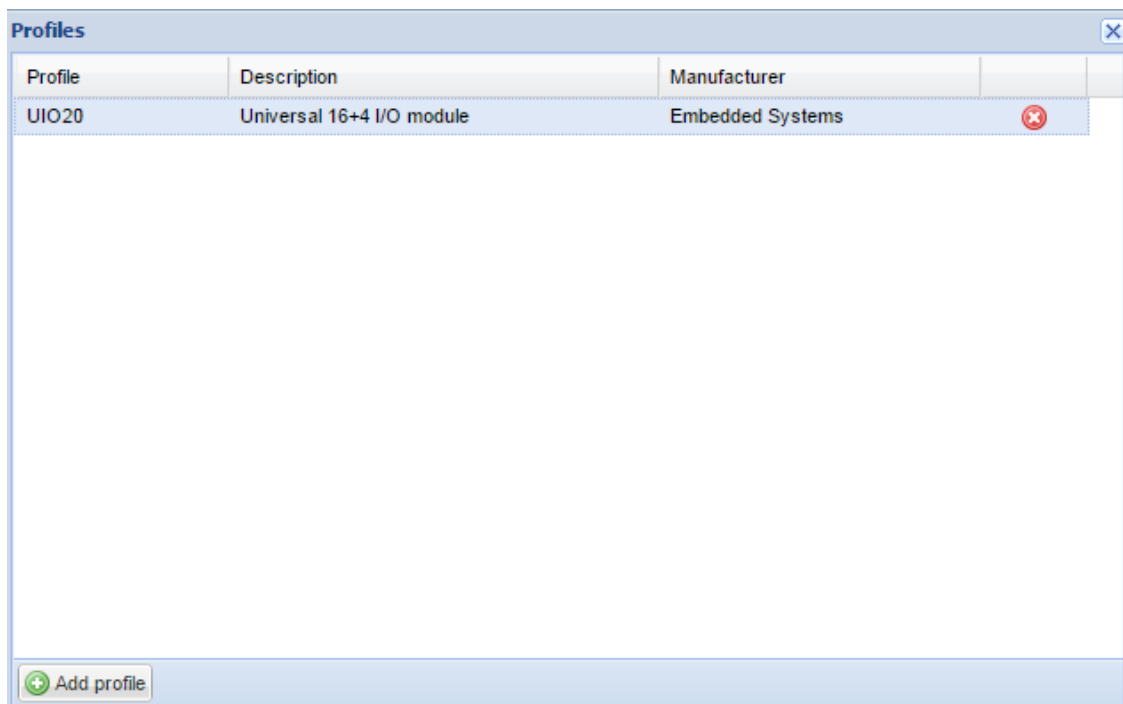 Profiles
Profile Description Manufacturer
UIO20 Universal 16+4 I/O module Embedded Systems
Add profile